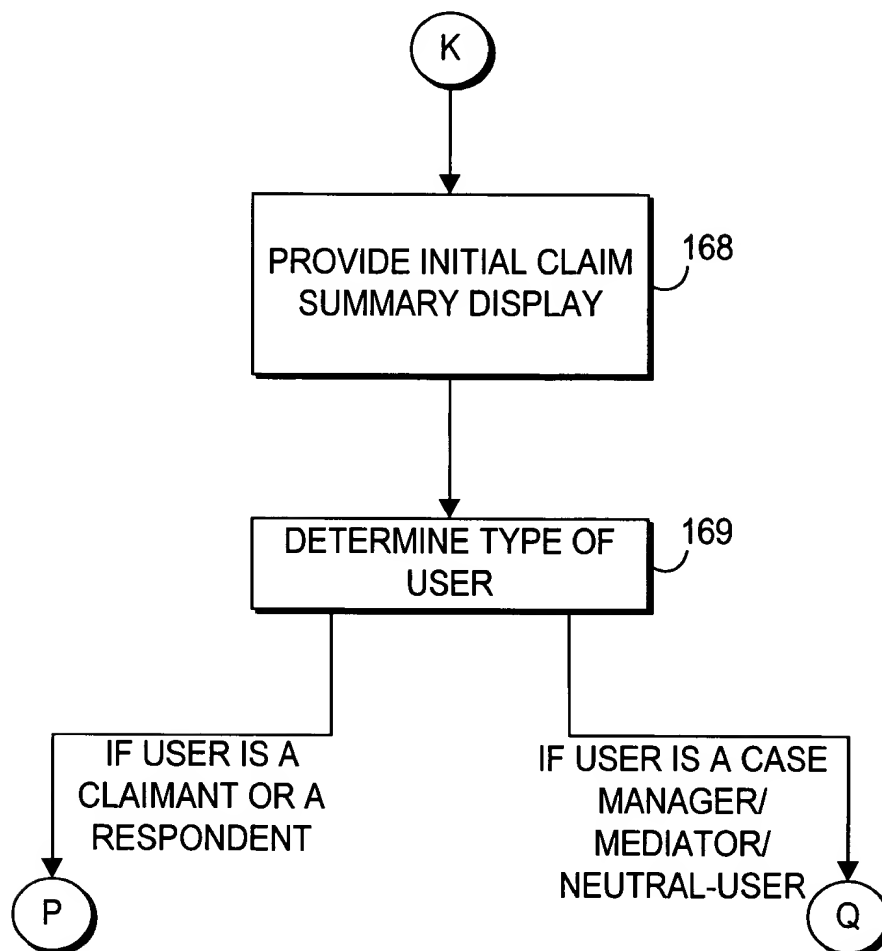 K
PROVIDE INITIAL CLAIM
SUMMARY DISPLAY
168
DETERMINE TYPE OF
USER
169
IF USER IS A
CLAIMANT OR A
RESPONDENT
IF USER IS A CASE
MANAGER/
MEDIATOR/
NEUTRAL-USER
P
Q